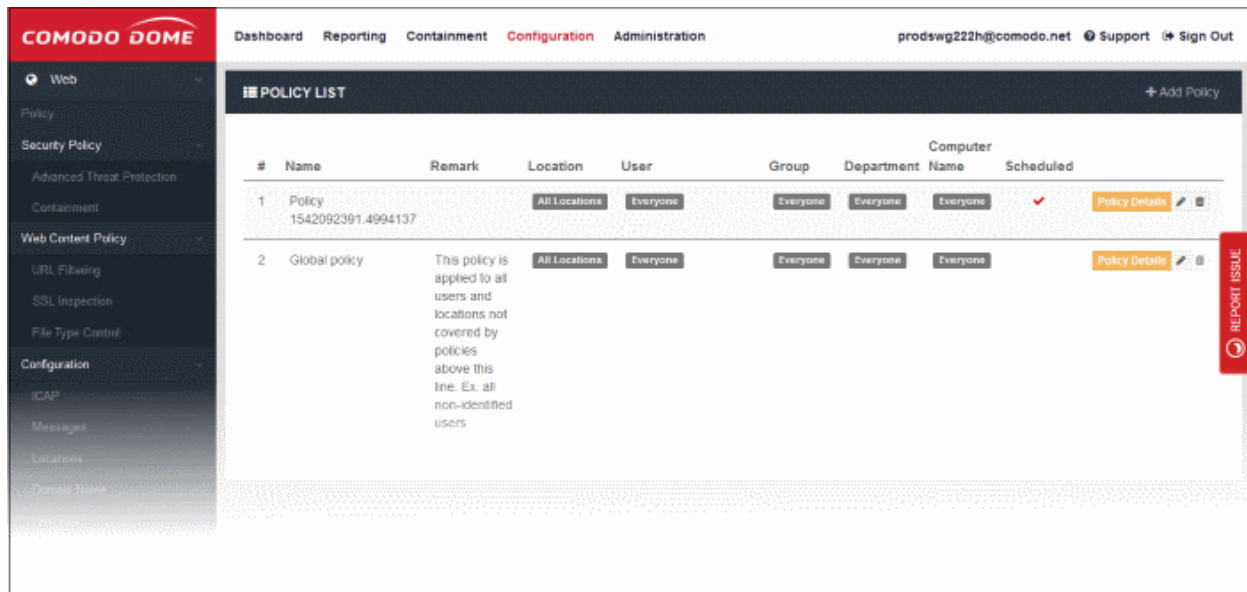 COMODO DOME
Dashboard Reporting Containment Configuration Administration prodswg222h@comodo.net Support Sign Out
Web
Policy
Security Policy
Advanced Threat Protection
Containment
Web Content Policy
URL Filtering
SSL Inspection
File Type Control
Configuration
ICAP
Messages
Locations
Domain Name
POLICY LIST + Add Policy
# Name Remark Location User Group Department Computer Name Scheduled
1 Policy 1542092391.4994137 All Locations Everyone Everyone Everyone Everyone Policy Details
2 Global policy This policy is All Locations Everyone Everyone Everyone Everyone Policy Details
applied to all
users and
locations not
covered by
policies
above this
line. Ex. all
non-identified
users
REPORT ISSUE